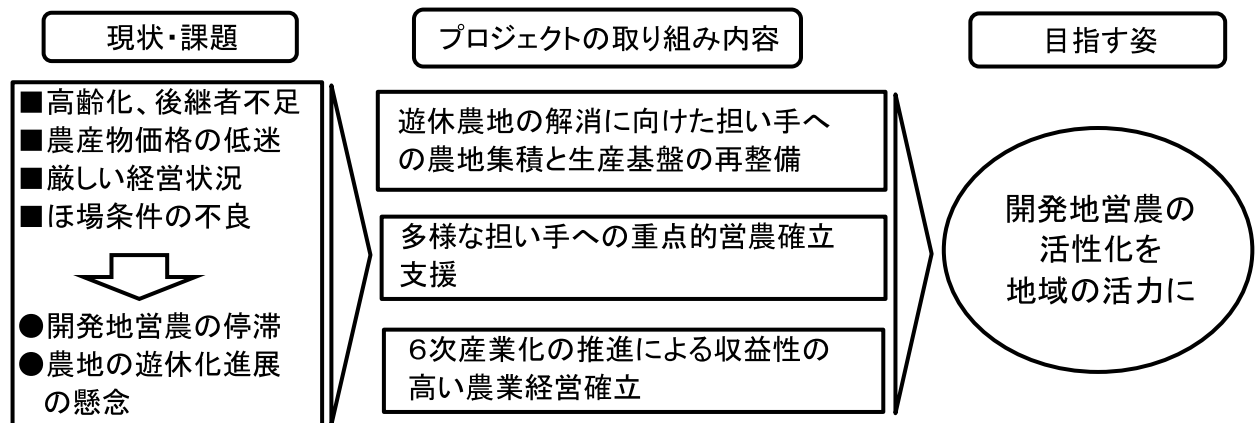 現状・課題
■高齢化、後継者不足
■農産物価格の低迷
■厳しい経営状況
■ほ場条件の不良
●開発地営農の停滞
●農地の遊休化進展
の懸念
プロジェクトの取り組み内容
遊休農地の解消に向けた担い手へ
の農地集積と生産基盤の再整備
多様な担い手への重点的営農確立
支援
６次産業化の推進による収益性の
高い農業経営確立
目指す姿
開発地営農の
活性化を
地域の活力に